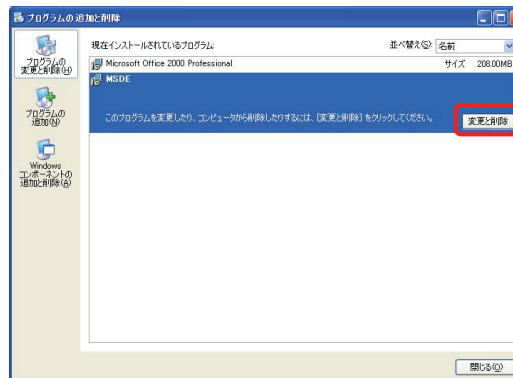 プログラムの追加と削除
プログラムの
変更と削除(H)
プログラムの
追加(N)
Windows
コンポーネントの
追加と削除(A)
現在インストールされているプログラム:
並べ替え(S):
名前
Microsoft Office 2000 Professional
サイズ
208.00MB
MSDE
このプログラムを変更したり、コンピュータから削除したりするには、[変更と削除] をクリックしてください。
変更と削除
閉じる(O)